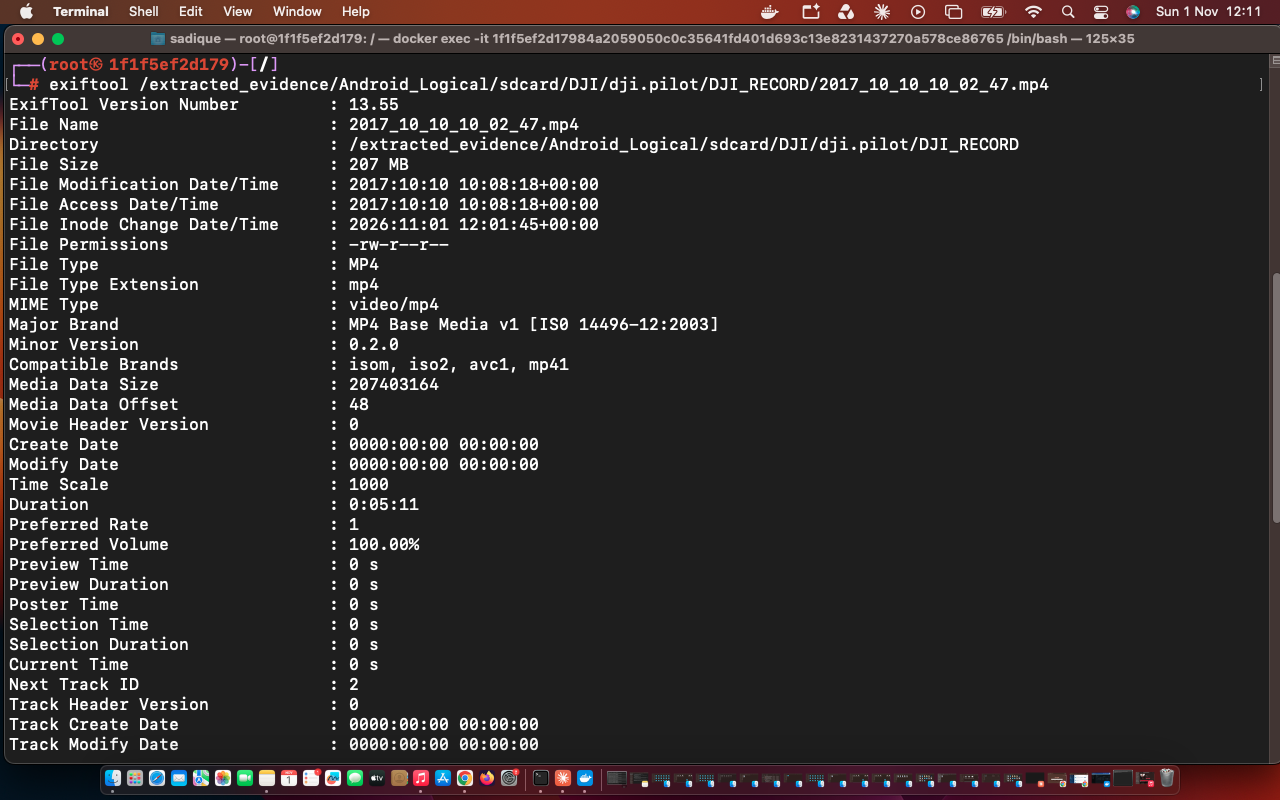 Terminal Shell Edit View Window Help Sun 1 Nov 12:11
sadique — root@1f1f5ef2d179: / — docker exec -it 1f1f5ef2d17984a2059050c0c35641fd401d693c13e8231437270a578ce86765 /bin/bash — 125×35
┌──(root㉿1f1f5ef2d179)-[/]
└─# exiftool /extracted_evidence/Android_Logical/sdcard/DJI/dji.pilot/DJI_RECORD/2017_10_10_10_02_47.mp4
ExifTool Version Number : 13.55
File Name : 2017_10_10_10_02_47.mp4
Directory : /extracted_evidence/Android_Logical/sdcard/DJI/dji.pilot/DJI_RECORD
File Size : 207 MB
File Modification Date/Time : 2017:10:10 10:08:18+00:00
File Access Date/Time : 2017:10:10 10:08:18+00:00
File Inode Change Date/Time : 2026:11:01 12:01:45+00:00
File Permissions : -rw-r--r--
File Type : MP4
File Type Extension : mp4
MIME Type : video/mp4
Major Brand : MP4 Base Media v1 [IS0 14496-12:2003]
Minor Version : 0.2.0
Compatible Brands : isom, iso2, avc1, mp41
Media Data Size : 207403164
Media Data Offset : 48
Movie Header Version : 0
Create Date : 0000:00:00 00:00:00
Modify Date : 0000:00:00 00:00:00
Time Scale : 1000
Duration : 0:05:11
Preferred Rate : 1
Preferred Volume : 100.00%
Preview Time : 0 s
Preview Duration : 0 s
Poster Time : 0 s
Selection Time : 0 s
Selection Duration : 0 s
Current Time : 0 s
Next Track ID : 2
Track Header Version : 0
Track Create Date : 0000:00:00 00:00:00
Track Modify Date : 0000:00:00 00:00:00